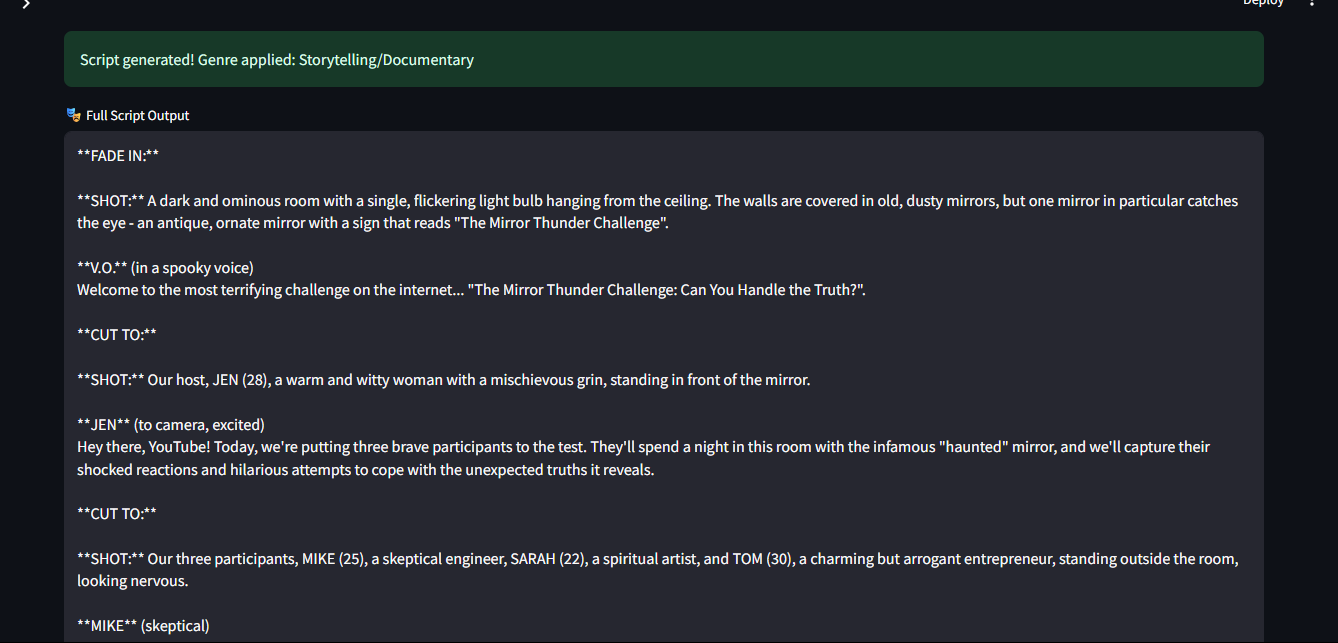 Deploy
Script generated! Genre applied: Storytelling/Documentary
Full Script Output
**FADE IN:**
**SHOT:** A dark and ominous room with a single, flickering light bulb hanging from the ceiling. The walls are covered in old, dusty mirrors, but one mirror in particular catches
the eye - an antique, ornate mirror with a sign that reads "The Mirror Thunder Challenge".
**V.O.** (in a spooky voice)
Welcome to the most terrifying challenge on the internet... "The Mirror Thunder Challenge: Can You Handle the Truth?".
**CUT TO:**
**SHOT:** Our host, JEN (28), a warm and witty woman with a mischievous grin, standing in front of the mirror.
**JEN** (to camera, excited)
Hey there, YouTube! Today, we're putting three brave participants to the test. They'll spend a night in this room with the infamous "haunted" mirror, and we'll capture their
shocked reactions and hilarious attempts to cope with the unexpected truths it reveals.
**CUT TO:**
**SHOT:** Our three participants, MIKE (25), a skeptical engineer, SARAH (22), a spiritual artist, and TOM (30), a charming but arrogant entrepreneur, standing outside the room,
looking nervous.
**MIKE** (skeptical)